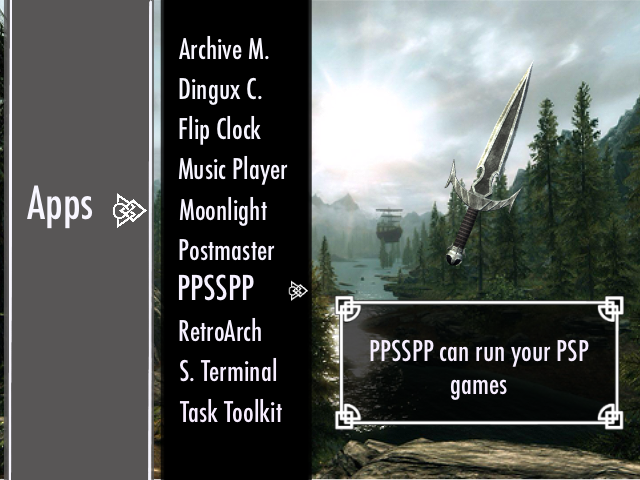 Apps
Archive M.
Dingux C.
Flip Clock
Music Player
Moonlight
Postmaster
PPSSPP
RetroArch
S. Terminal
Task Toolkit
PPSSPP can run your PSP
games